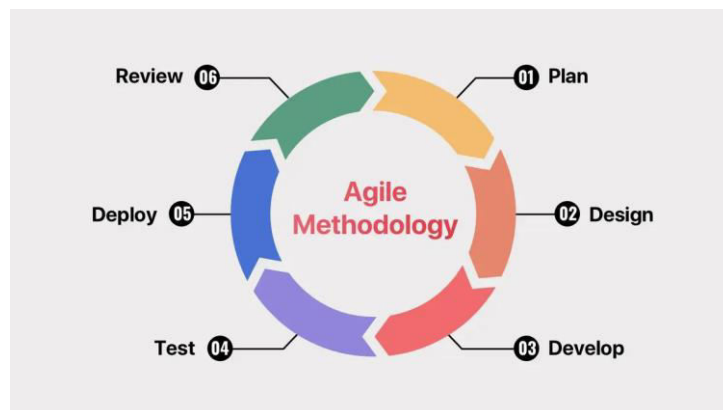 Agile
Methodology
01 Plan
02 Design
03 Develop
Test 04
Deploy 05
Review 06